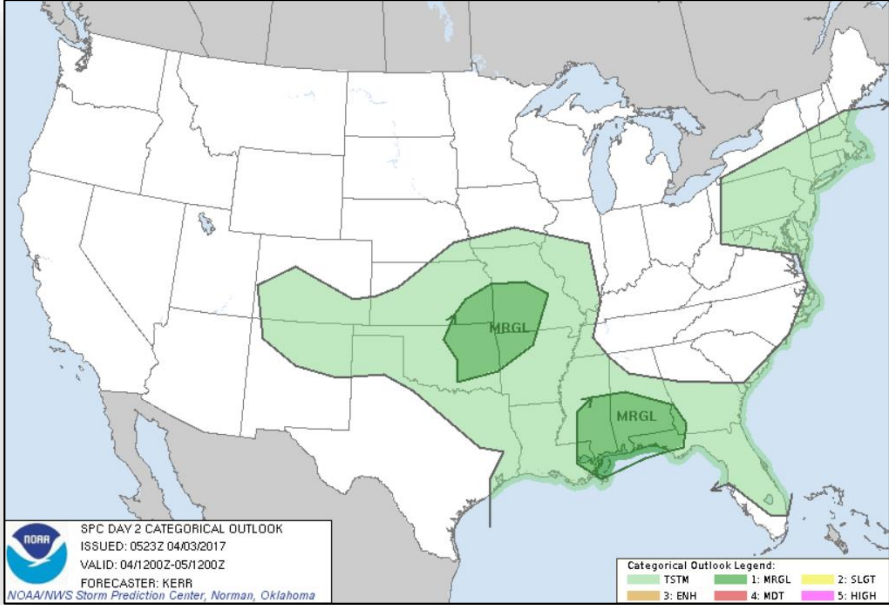 MRGL
MRGL
NOAA
SPC DAY 2 CATEGORICAL OUTLOOK
ISSUED: 0523Z 04/03/2017
VALID: 04/1200Z-05/1200Z
FORECASTER: KERR
NOAA/NWS Storm Prediction Center, Norman, Oklahoma
Categorical Outlook Legend:
TSTM 1: MRGL 2: SLGT
3: ENH 4: MDT 5: HIGH